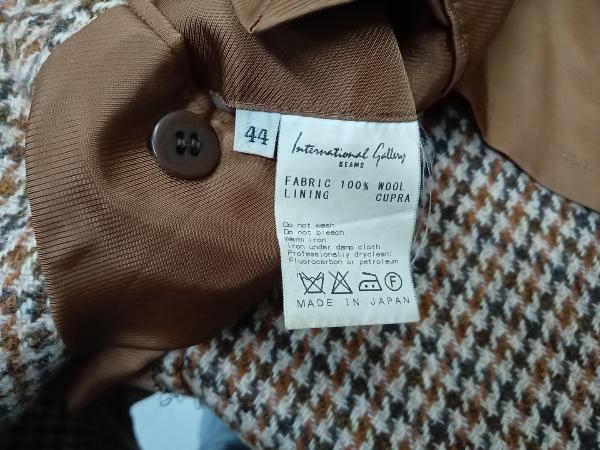 44
International Gallery
BEAMS
FABRIC 100% WOOL
LINING CUPRA
Do not wash
Do not bleach
Warm iron
iron under damp cloth
Professionally dryclean:
Fluorocarbon or petroleum
F
MADE IN JAPAN